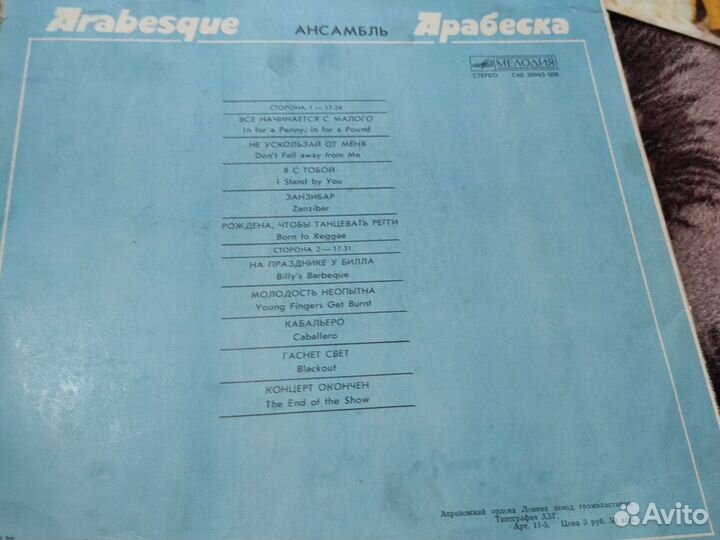 Arabesque АНСАМБЛЬ Арабеска
МЕЛОДИЯ
СТЕРЕО С60 20943 008
СТОРОНА 1 — 17.24
ВСЕ НАЧИНАЕТСЯ С МАЛОГО
In for a Penny, in for a Pound
НЕ УСКОЛЬЗАЙ ОТ МЕНЯ
Don't Fall away from Me
Я С ТОБОЙ
I Stand by You
ЗАНЗИБАР
Zanzibar
РОЖДЕНА, ЧТОБЫ ТАНЦЕВАТЬ РЕГГИ
Born to Reggae
СТОРОНА 2 — 17.31
НА ПРАЗДНИКЕ У БИЛЛА
Billy's Barbeque
МОЛОДОСТЬ НЕОПЫТНА
Young Fingers Get Burnt
КАБАЛЬЕРО
Caballero
ГАСНЕТ СВЕТ
Blackout
КОНЦЕРТ ОКОНЧЕН
The End of the Show
Апрелевский ордена Ленина завод
Типография АЗГ.
Арт. 11-5. Цена 3 руб.
Avito